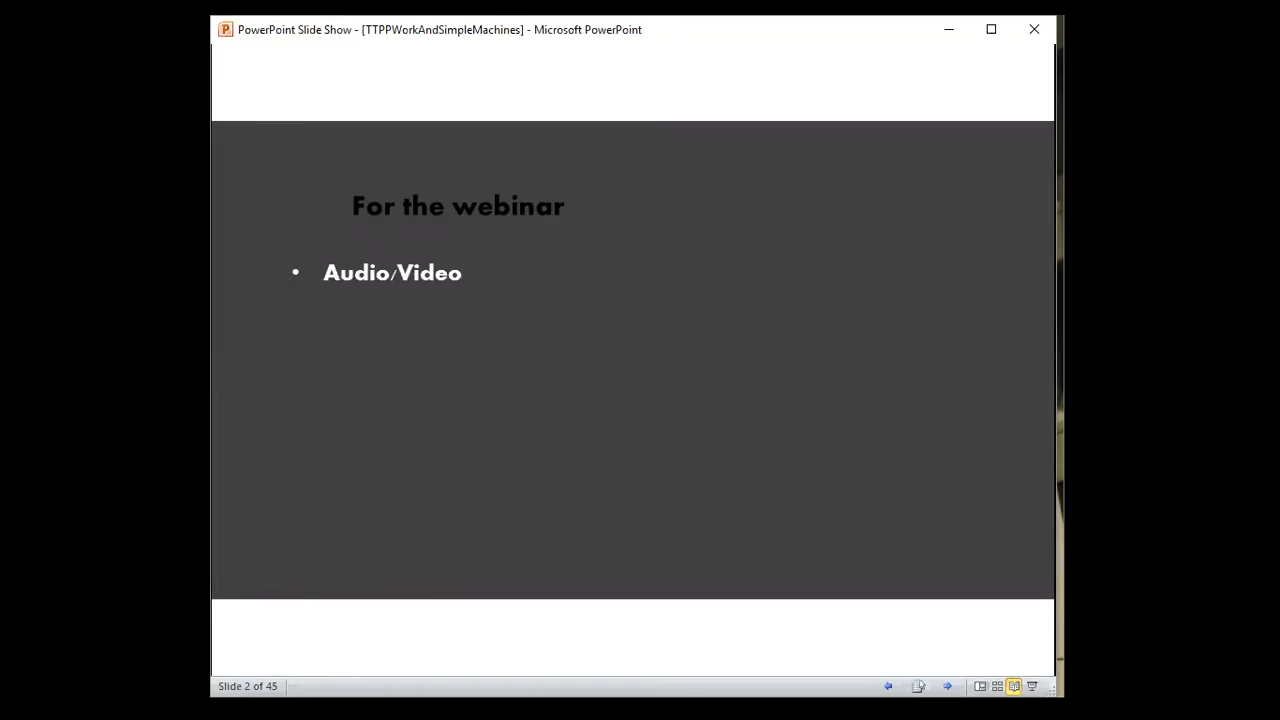 PowerPoint Slide Show - [TTPPWorkAndSimpleMachines] - Microsoft PowerPoint
For the webinar
• Audio/Video
Slide 2 of 45